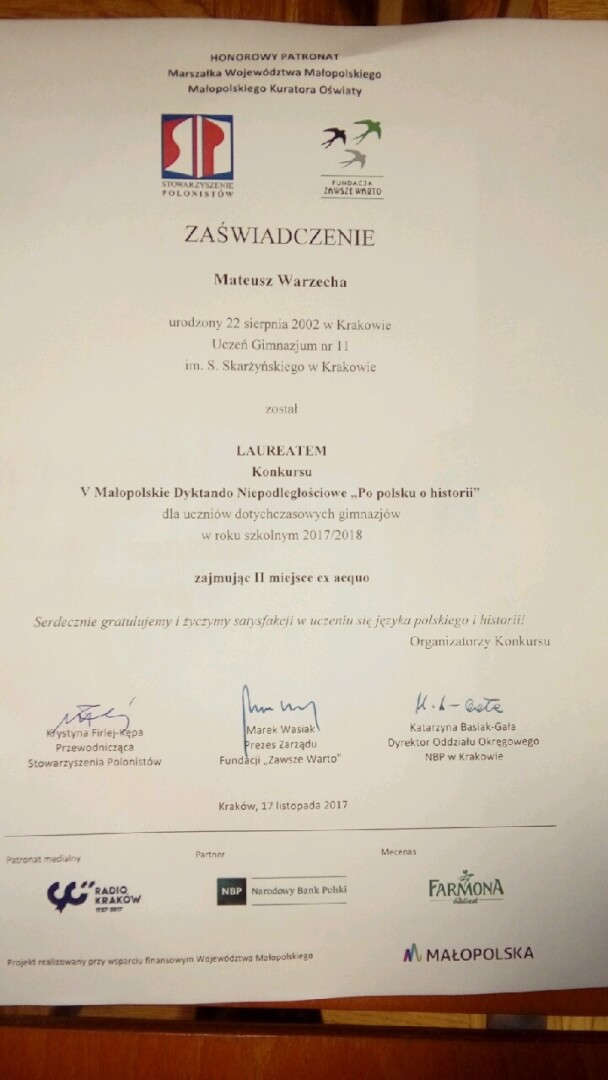 HONOROWY PATRONAT
Marszałka Województwa Małopolskiego
Małopolskiego Kuratora Oświaty
SIP
STOWARZYSZENIE
POLONISTÓW
FUNDACJA
ZAWSZE WARTO
ZAŚWIADCZENIE
Mateusz Warzecha
urodzony 22 sierpnia 2002 w Krakowie
Uczeń Gimnazjum nr 11
im. S. Skarżyńskiego w Krakowie
został
LAUREATEM
Konkursu
V Małopolskie Dyktando Niepodległościowe „Po polsku o historii”
dla uczniów dotychczasowych gimnazjów
w roku szkolnym 2017/2018
zajmując II miejsce ex aequo
Serdecznie gratulujemy i życzymy satysfakcji w uczeniu się języka polskiego i historii!
Organizatorzy Konkursu
Krystyna Firlej-Kępa
Przewodnicząca
Stowarzyszenia Polonistów
Marek Wasiak
Prezes Zarządu
Fundacji „Zawsze Warto”
K. B-Gała
Katarzyna Basiak-Gała
Dyrektor Oddziału Okręgowego
NBP w Krakowie
Kraków, 17 listopada 2017
Patronat medialny
Partner
Mecenas
RADIO
KRAKÓW
1927-2017
NBP Narodowy Bank Polski
FARMONA
Projekt realizowany przy wsparciu finansowym Województwa Małopolskiego
MAŁOPOLSKA